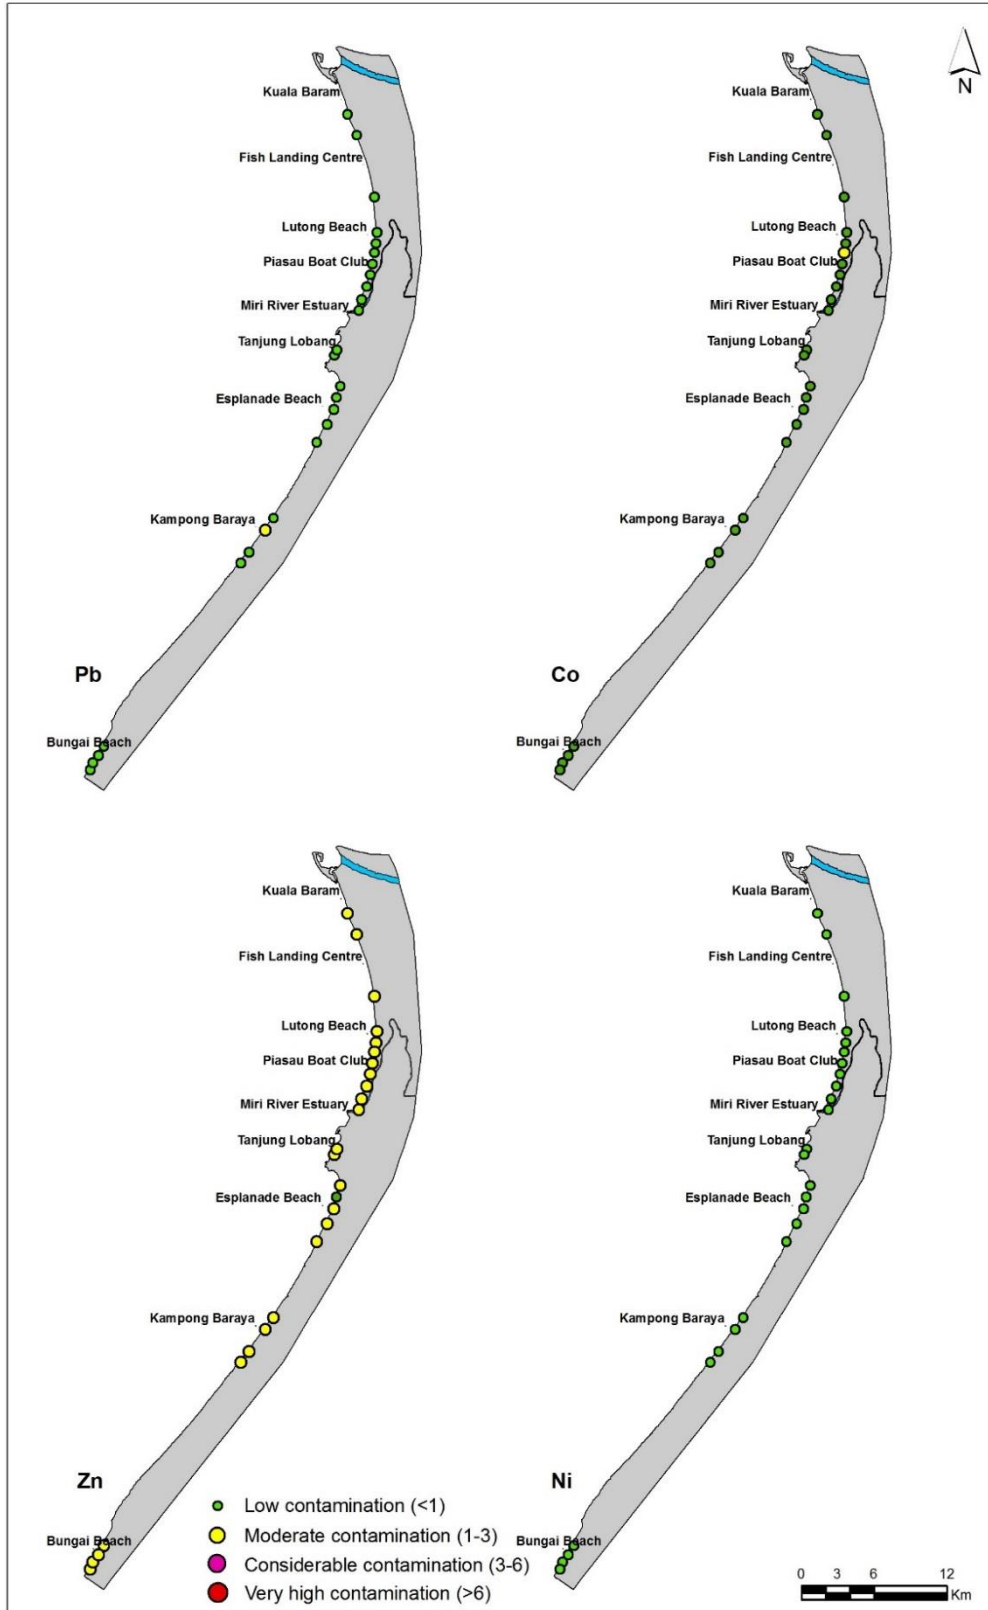 N
Kuala Baram
Fish Landing Centre
Lutong Beach
Piasau Boat Club
Miri River Estuary
Tanjung Lobang
Esplanade Beach
Kampong Baraya
Pb
Bungai Beach
Kuala Baram
Fish Landing Centre
Lutong Beach
Piasau Boat Club
Miri River Estuary
Tanjung Lobang
Esplanade Beach
Kampong Baraya
Co
Bungai Beach
Kuala Baram
Fish Landing Centre
Lutong Beach
Piasau Boat Club
Miri River Estuary
Tanjung Lobang
Esplanade Beach
Kampong Baraya
Zn
Bungai Beach
Kuala Baram
Fish Landing Centre
Lutong Beach
Piasau Boat Club
Miri River Estuary
Tanjung Lobang
Esplanade Beach
Kampong Baraya
Ni
Bungai Beach
Low contamination (<1)
Moderate contamination (1-3)
Considerable contamination (3-6)
Very high contamination (>6)
0 3 6 12
Km